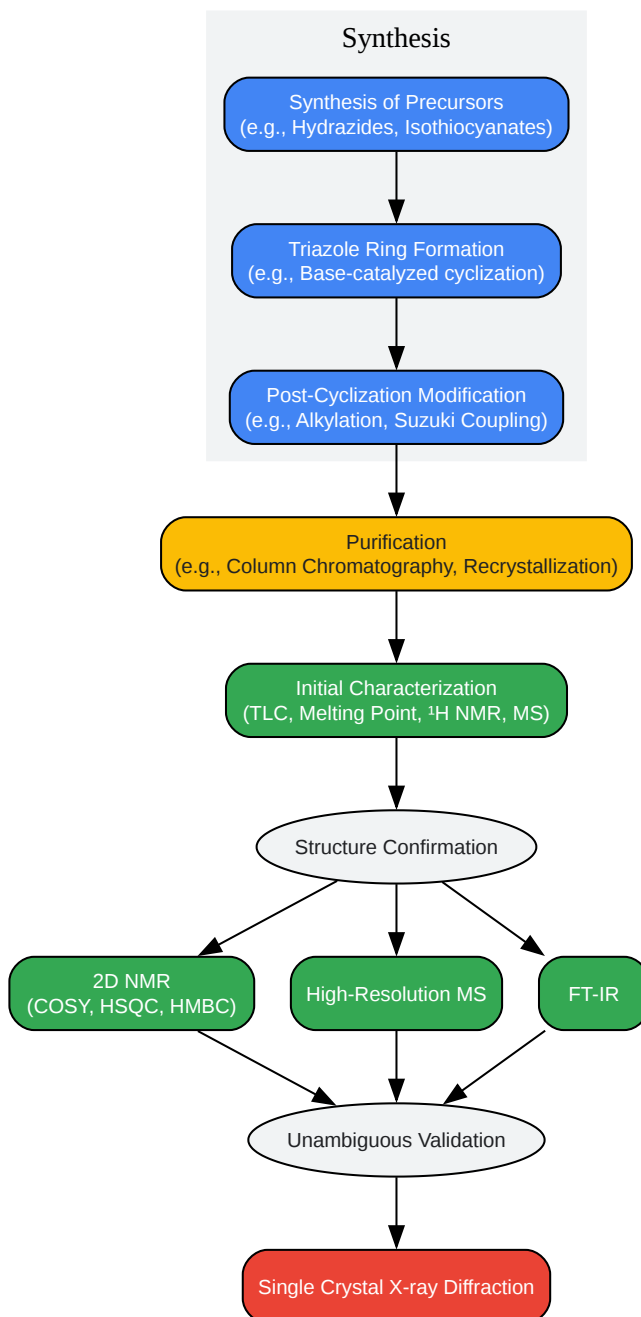 Synthesis
Synthesis of Precursors
(e.g., Hydrazides, Isothiocyanates)
Triazole Ring Formation
(e.g., Base-catalyzed cyclization)
Post-Cyclization Modification
(e.g., Alkylation, Suzuki Coupling)
Purification
(e.g., Column Chromatography, Recrystallization)
Initial Characterization
(TLC, Melting Point, ¹H NMR, MS)
Structure Confirmation
2D NMR
(COSY, HSQC, HMBC)
High-Resolution MS
FT-IR
Unambiguous Validation
Single Crystal X-ray Diffraction